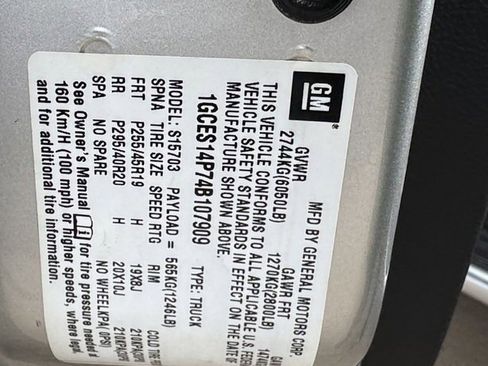 GM
MFD BY GENERAL MOTORS CORP.
GVWR GAWR FRT
2744KG(6050LB) 1270KG(2800LB)
THIS VEHICLE CONFORMS TO ALL APPLICABLE U.S.
VEHICLE SAFETY STANDARDS IN EFFECT ON THE DATE
MANUFACTURE SHOWN ABOVE.
1GCES14P74B107909 TYPE: TRUCK
MODEL: S15703 PAYLOAD = 565KG(1246LB)
SPNA TIRE SIZE SPEED RTG RIM
FRT P255/45R19 H 19X8J
RR P295/40R20 H 20X10J
SPA NO SPARE NO WHEEL KPA(0PSI)
See Owner's Manual for tire pressure needed a
160 Km/H (100 mph) or higher speeds, where legal,
and for additional tire information.